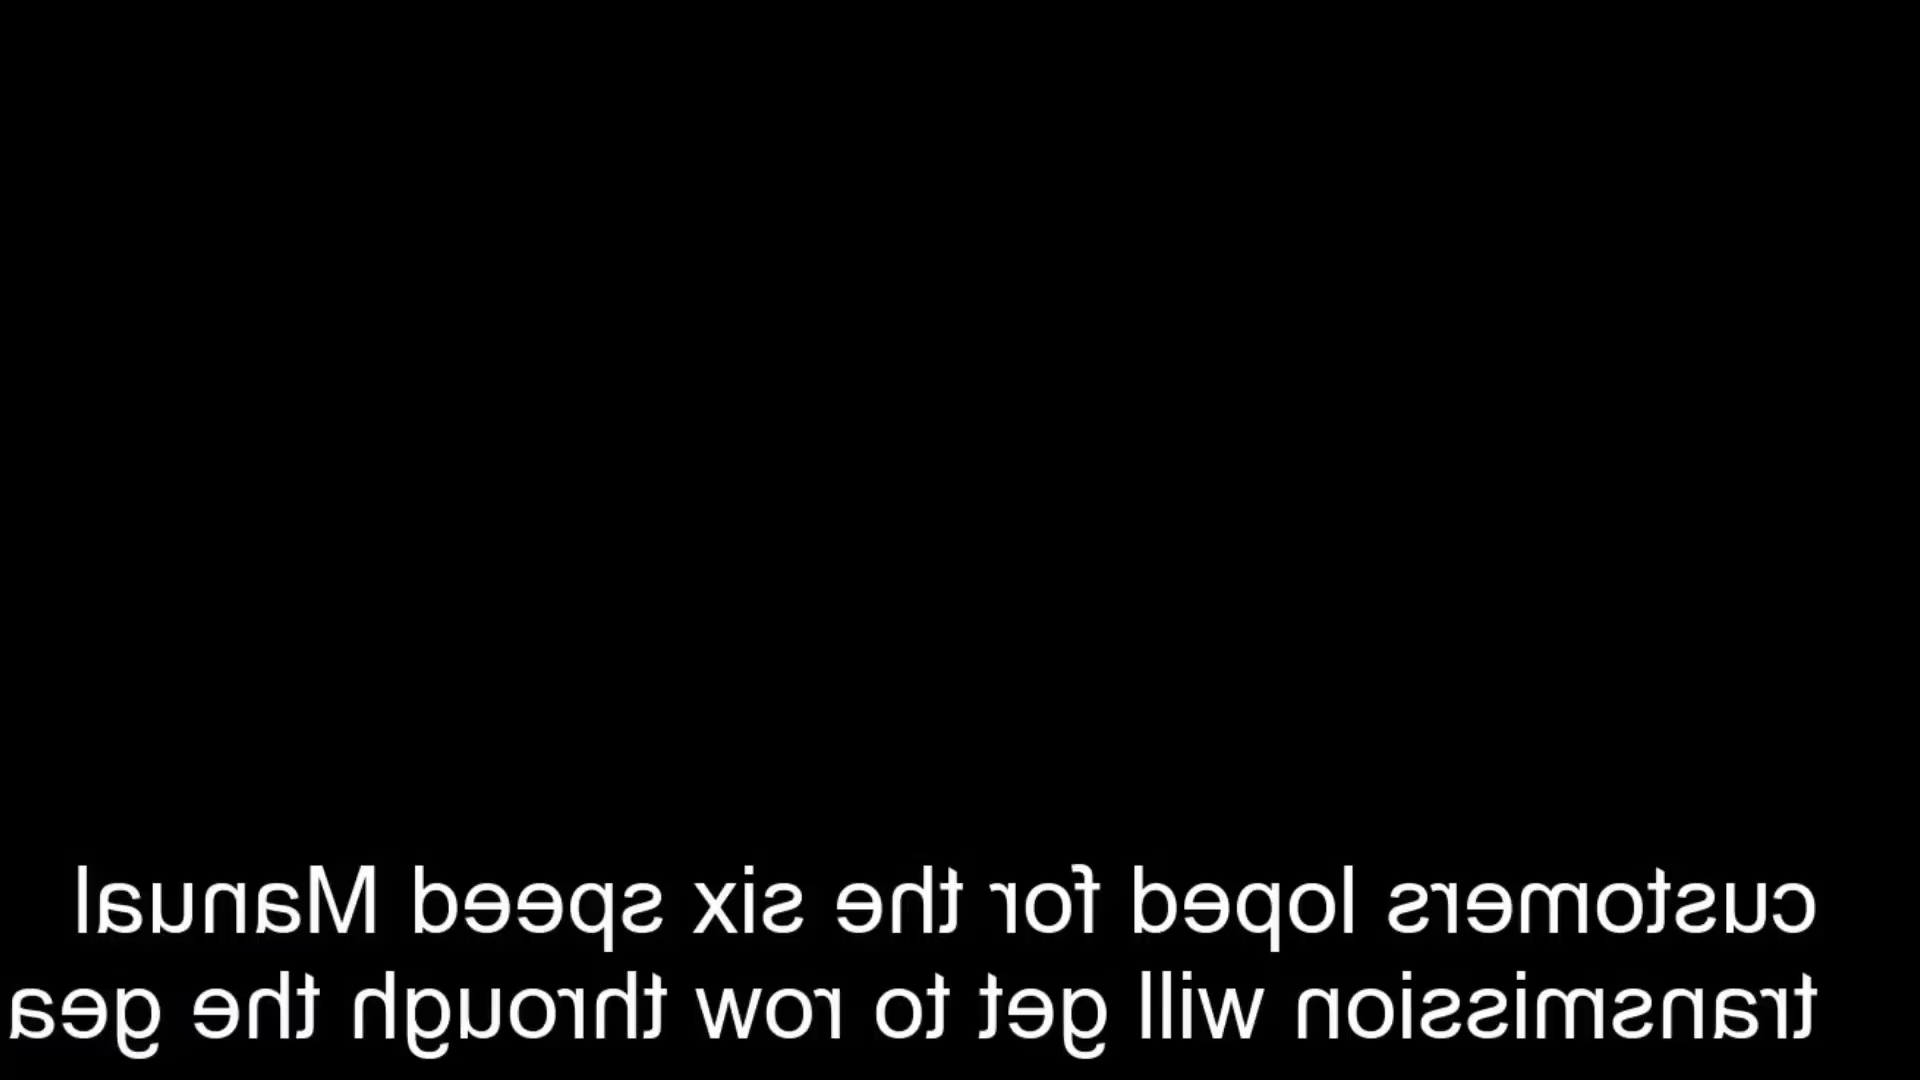 customers loped for the six speed Manual
transmission will get to row through the gea